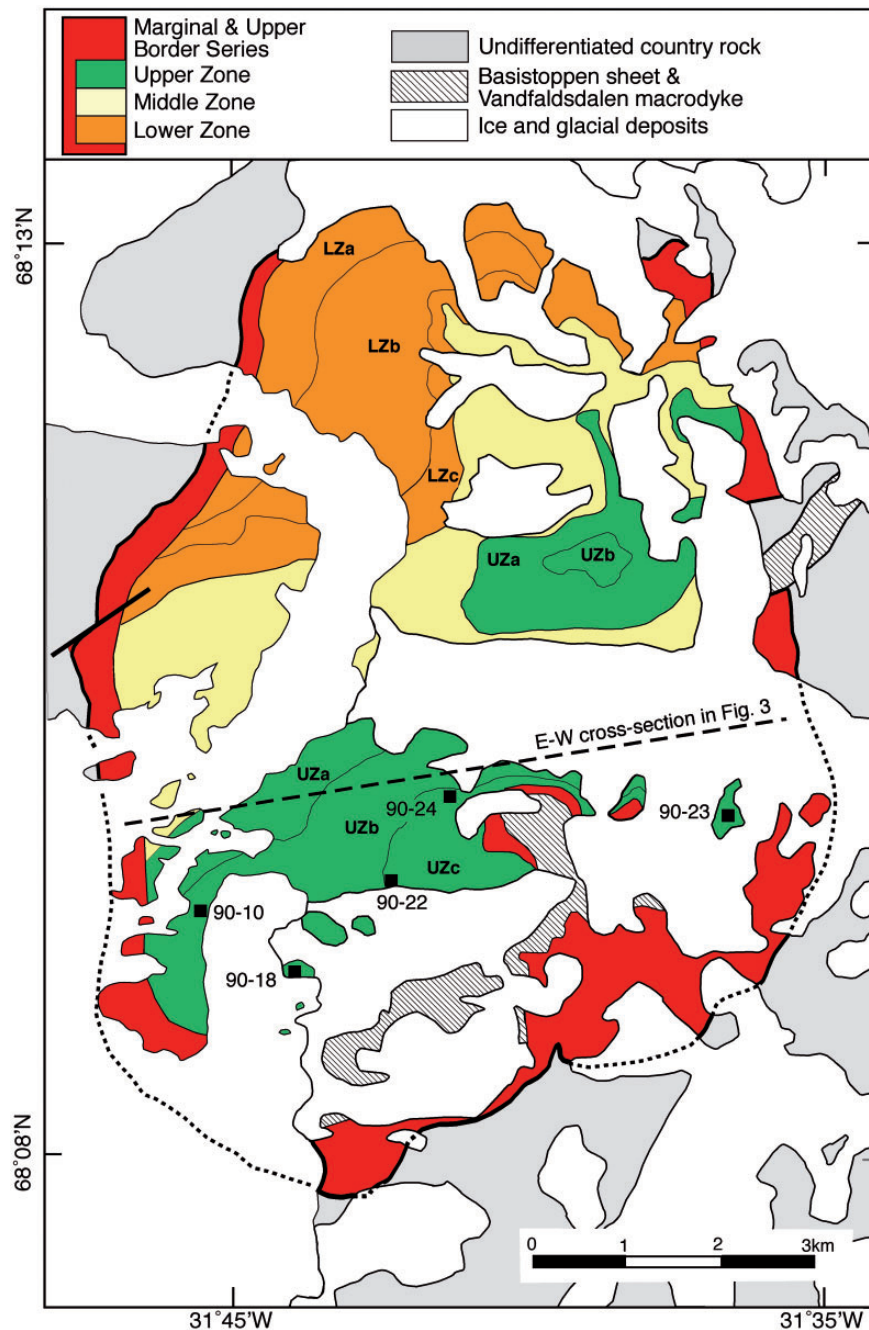 Marginal & Upper
Border Series
Upper Zone
Middle Zone
Lower Zone
Undifferentiated country rock
Basistoppen sheet &
Vandfaldsdalen macrodyke
Ice and glacial deposits
68°13'N
LZa
LZb
LZc
UZa
UZb
E-W cross-section in Fig. 3
UZa
90-24
UZb
90-23
UZc
90-22
90-10
90-18
68°08'N
0 1 2 3km
31°45'W
31°35'W